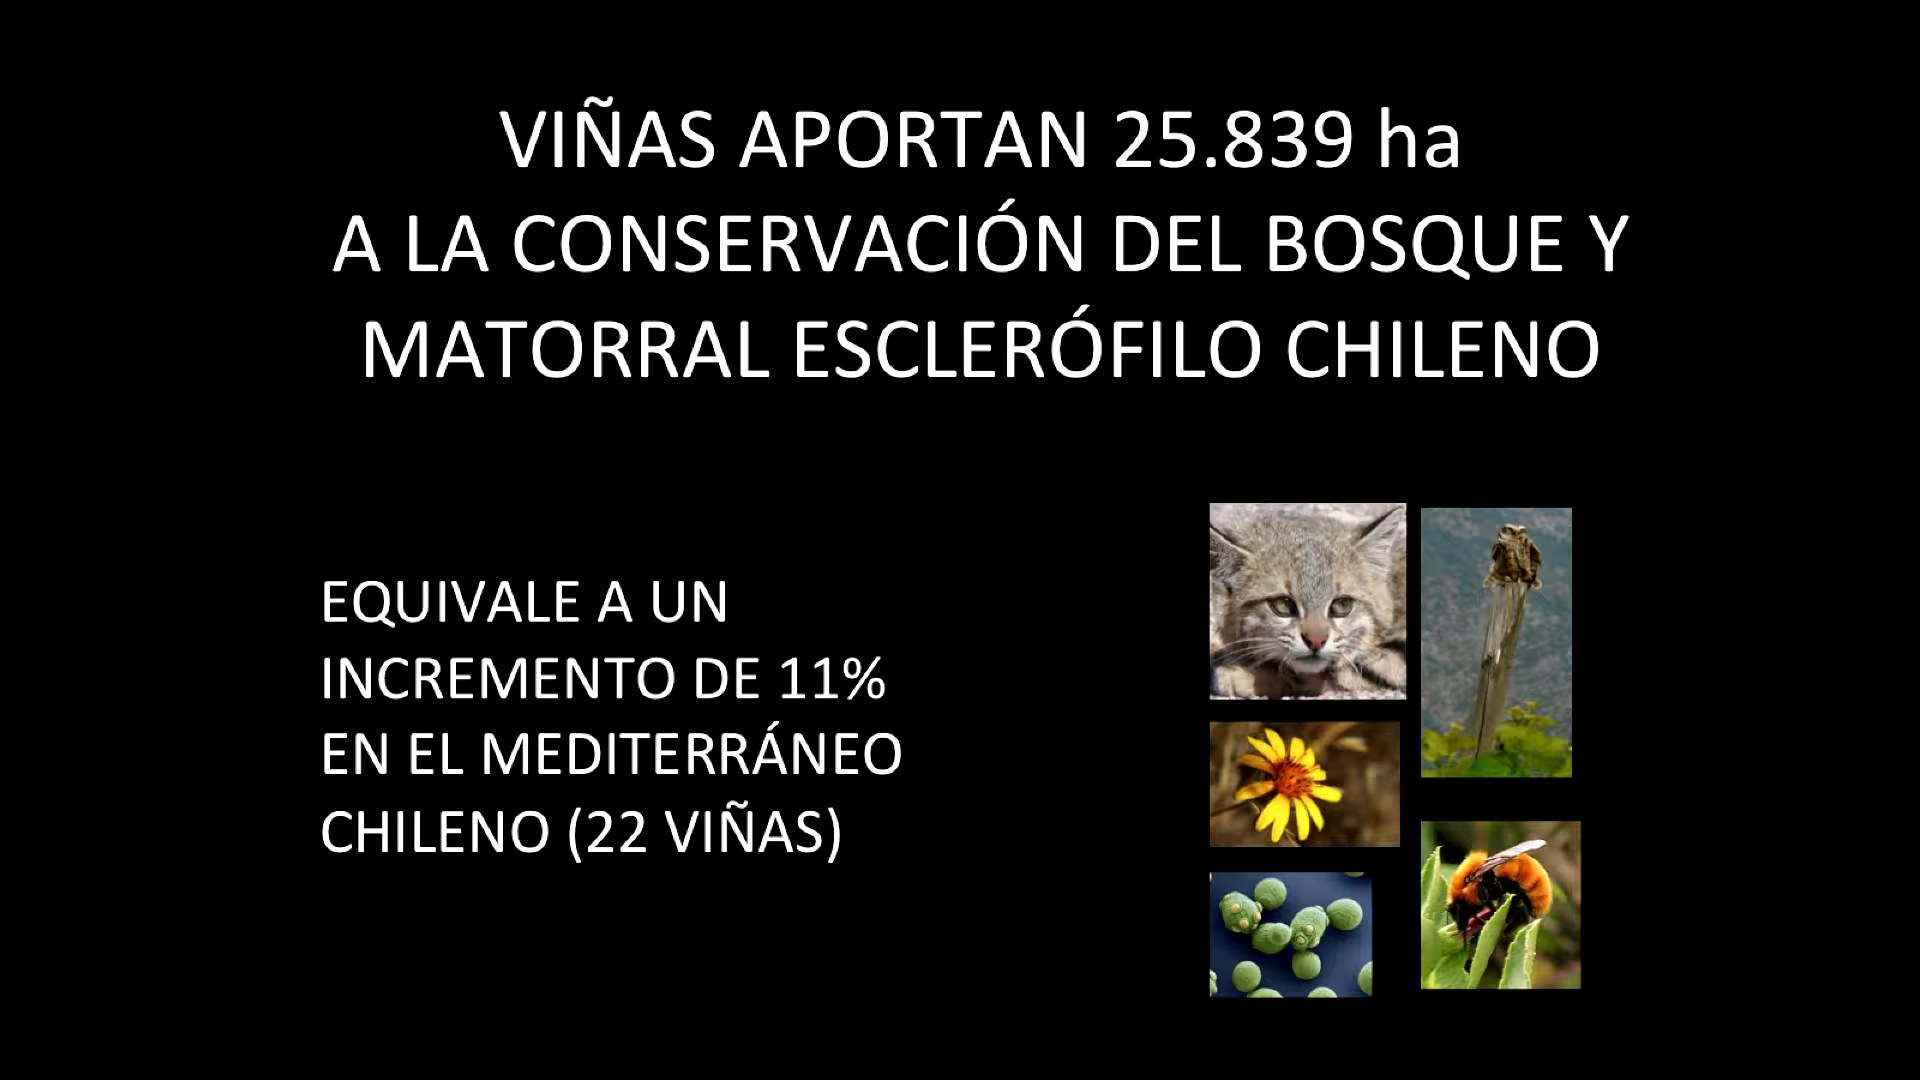 VIÑAS APORTAN 25.839 ha
A LA CONSERVACIÓN DEL BOSQUE Y
MATORRAL ESCLERÓFILO CHILENO
EQUIVALE A UN
INCREMENTO DE 11%
EN EL MEDITERRÁNEO
CHILENO (22 VIÑAS)